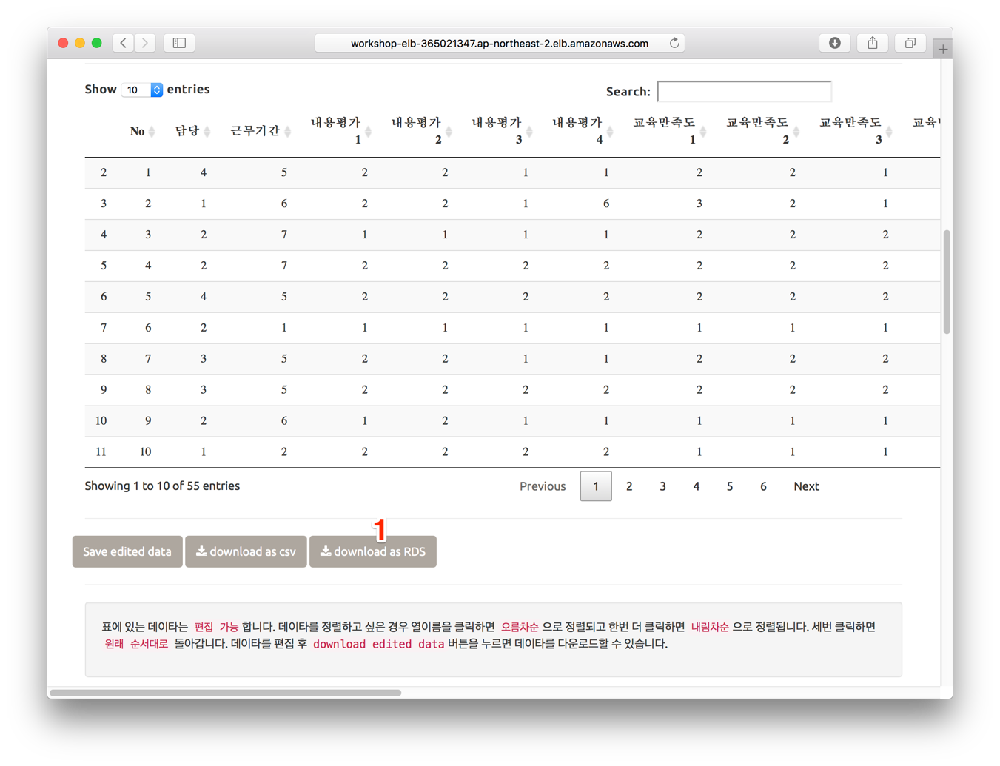 workshop-elb-365021347.ap-northeast-2.elb.amazonaws.com
Show 10 entries
Search:
No 담당 근무기간 내용평가 1 내용평가 2 내용평가 3 내용평가 4 교육만족도 1 교육만족도 2 교육만족도 3
2 1 4 5 2 2 1 1 2 2 1
3 2 1 6 2 2 1 6 3 2 1
4 3 2 7 1 1 1 1 2 2 2
5 4 2 7 2 2 2 2 2 2 2
6 5 4 5 2 2 2 2 2 2 2
7 6 2 1 1 1 1 1 1 1 1
8 7 3 5 2 2 1 1 2 2 2
9 8 3 5 2 2 2 2 2 2 2
10 9 2 6 1 2 1 1 1 1 1
11 10 1 2 2 2 2 2 1 1 1
Showing 1 to 10 of 55 entries
Previous 1 2 3 4 5 6 Next
1
Save edited data download as csv download as RDS
표에 있는 데이타는 편집 가능 합니다. 데이타를 정렬하고 싶은 경우 열이름을 클릭하면 오름차순 으로 정렬되고 한번 더 클릭하면 내림차순 으로 정렬됩니다. 세번 클릭하면
원래 순서대로 돌아갑니다. 데이타를 편집 후 download edited data 버튼을 누르면 데이타를 다운로드할 수 있습니다.